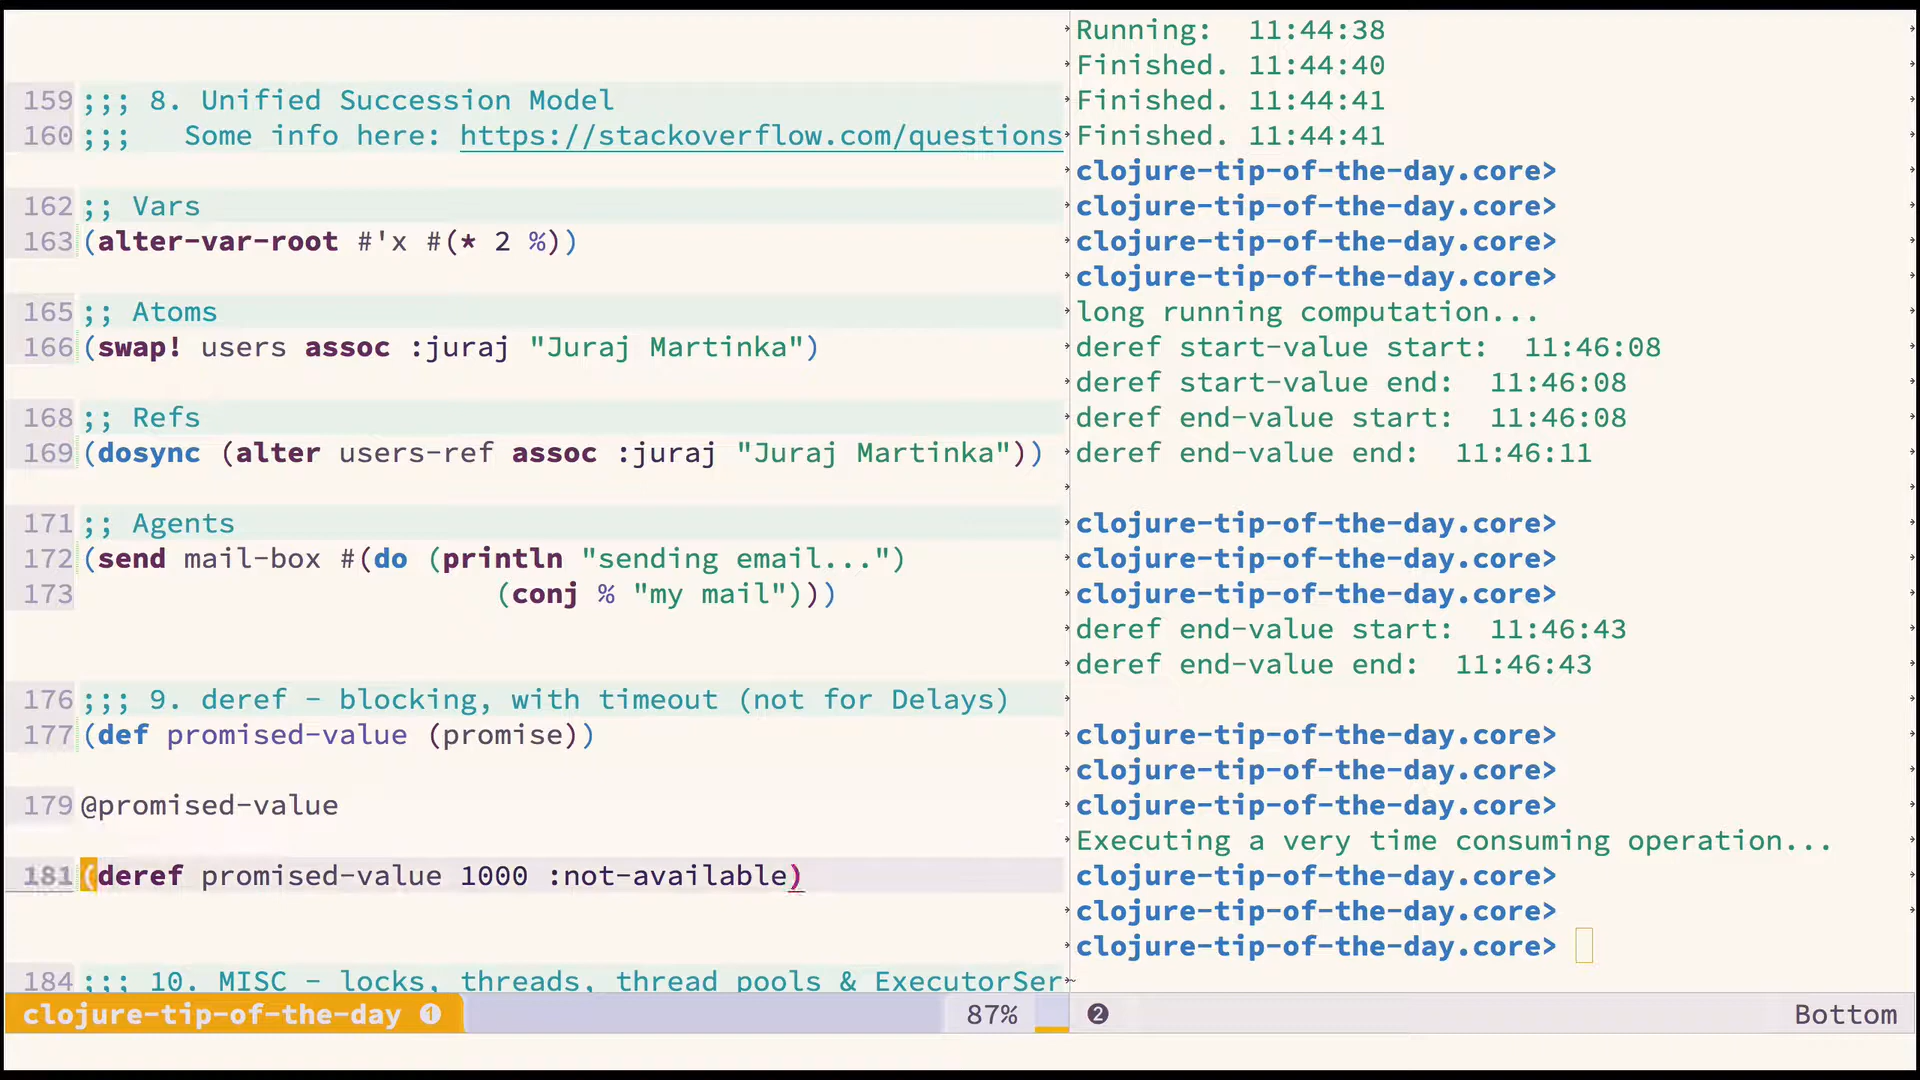 159 ;;; 8. Unified Succession Model
160 ;;;   Some info here: https://stackoverflow.com/questions
162 ;; Vars
163 (alter-var-root #'x #(* 2 %))
165 ;; Atoms
166 (swap! users assoc :juraj "Juraj Martinka")
168 ;; Refs
169 (dosync (alter users-ref assoc :juraj "Juraj Martinka"))
171 ;; Agents
172 (send mail-box #(do (println "sending email...")
173                         (conj % "my mail")))
176 ;;; 9. deref - blocking, with timeout (not for Delays)
177 (def promised-value (promise))
179 @promised-value
181 (deref promised-value 1000 :not-available)
184 ;;; 10. MISC - locks, threads, thread pools & ExecutorSer
clojure-tip-of-the-day 1
87%
Running:  11:44:38
Finished. 11:44:40
Finished. 11:44:41
Finished. 11:44:41
clojure-tip-of-the-day.core>
clojure-tip-of-the-day.core>
clojure-tip-of-the-day.core>
clojure-tip-of-the-day.core>
long running computation...
deref start-value start:  11:46:08
deref start-value end:  11:46:08
deref end-value start:  11:46:08
deref end-value end:  11:46:11
clojure-tip-of-the-day.core>
clojure-tip-of-the-day.core>
clojure-tip-of-the-day.core>
deref end-value start:  11:46:43
deref end-value end:  11:46:43
clojure-tip-of-the-day.core>
clojure-tip-of-the-day.core>
clojure-tip-of-the-day.core>
Executing a very time consuming operation...
clojure-tip-of-the-day.core>
clojure-tip-of-the-day.core>
clojure-tip-of-the-day.core>
2
Bottom